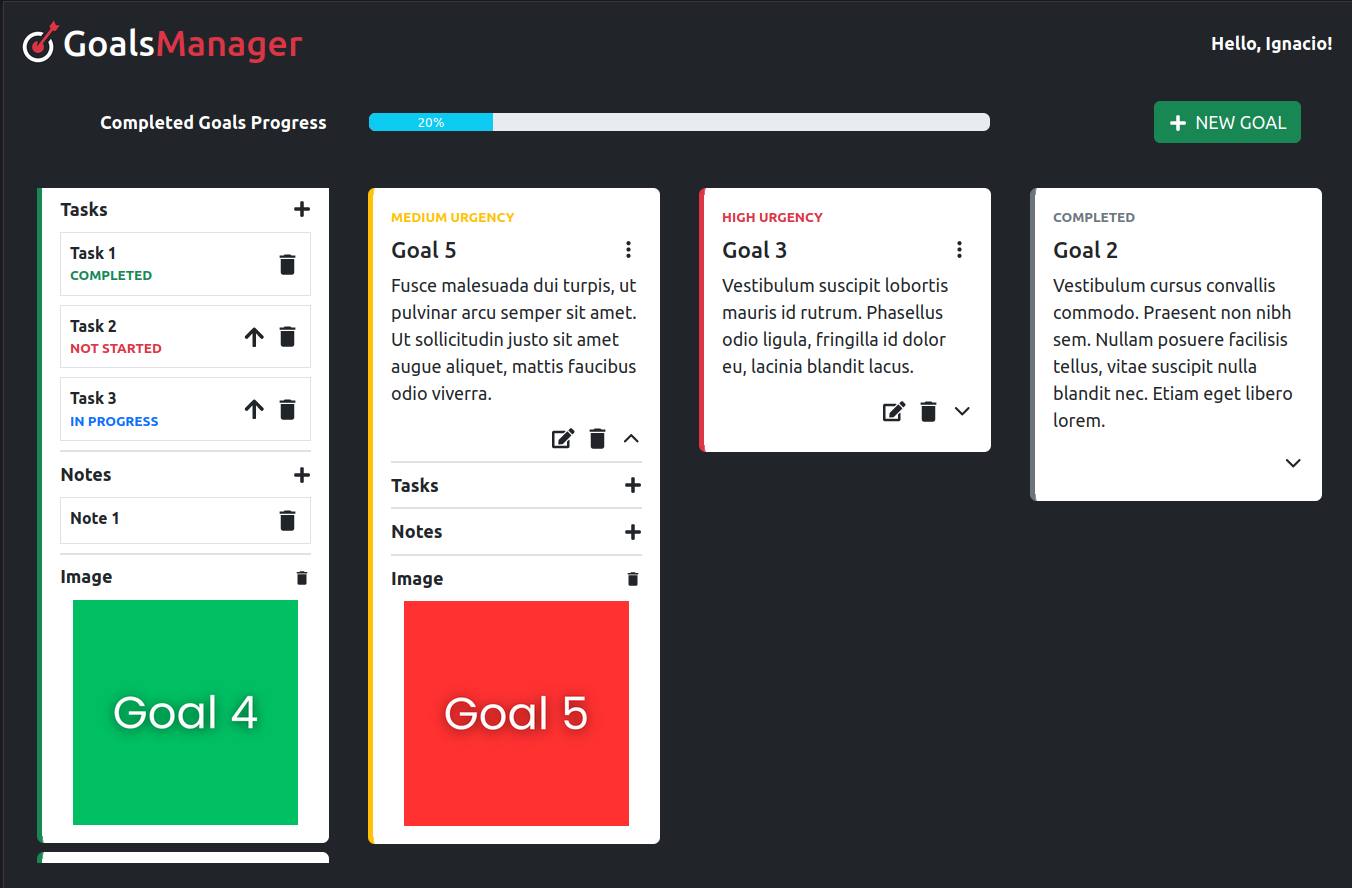 GoalsManager
Hello, Ignacio!
Completed Goals Progress
20%
NEW GOAL
Tasks
Task 1
COMPLETED
Task 2
NOT STARTED
Task 3
IN PROGRESS
Notes
Note 1
Image
Goal 4
MEDIUM URGENCY
Goal 5
Fusce malesuada dui turpis, ut
pulvinar arcu semper sit amet.
Ut sollicitudin justo sit amet
augue aliquet, mattis faucibus
odio viverra.
Tasks
Notes
Image
Goal 5
HIGH URGENCY
Goal 3
Vestibulum suscipit lobortis
mauris id rutrum. Phasellus
odio ligula, fringilla id dolor
eu, lacinia blandit lacus.
COMPLETED
Goal 2
Vestibulum cursus convallis
commodo. Praesent non nibh
sem. Nullam posuere facilisis
tellus, vitae suscipit nulla
blandit nec. Etiam eget libero
lorem.